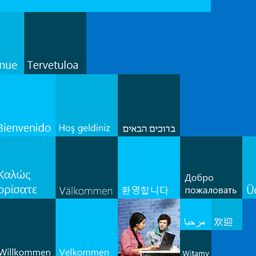 nue
Tervetuloa
Bienvenido
Hoş geldiniz
ברוכים הבאים
Καλώς
ορίσατε
Välkommen
환영합니다
Добро
пожаловать
مرحبا
欢迎
Willkommen
Velkommen
Witamy